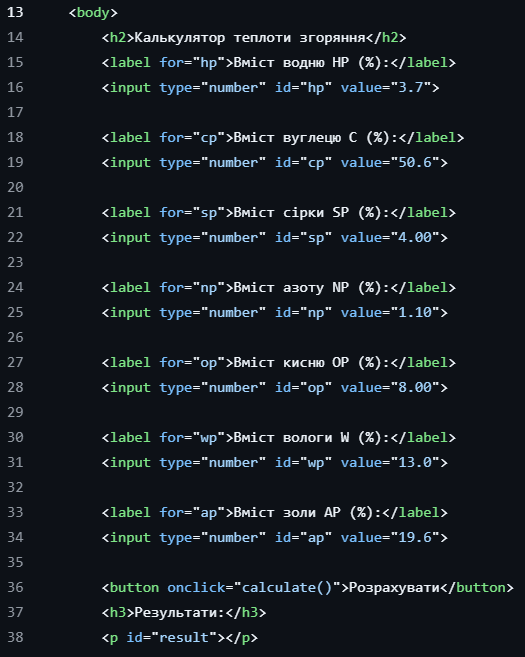 13 <body>
14 <h2>Калькулятор теплоти згоряння</h2>
15 <label for="hp">Вміст водню HP (%):</label>
16 <input type="number" id="hp" value="3.7">
17
18 <label for="cp">Вміст вуглецю C (%):</label>
19 <input type="number" id="cp" value="50.6">
20
21 <label for="sp">Вміст сірки SP (%):</label>
22 <input type="number" id="sp" value="4.00">
23
24 <label for="np">Вміст азоту NP (%):</label>
25 <input type="number" id="np" value="1.10">
26
27 <label for="op">Вміст кисню OP (%):</label>
28 <input type="number" id="op" value="8.00">
29
30 <label for="wp">Вміст вологи W (%):</label>
31 <input type="number" id="wp" value="13.0">
32
33 <label for="ap">Вміст золи AP (%):</label>
34 <input type="number" id="ap" value="19.6">
35
36 <button onclick="calculate()">Розрахувати</button>
37 <h3>Результати:</h3>
38 <p id="result"></p>